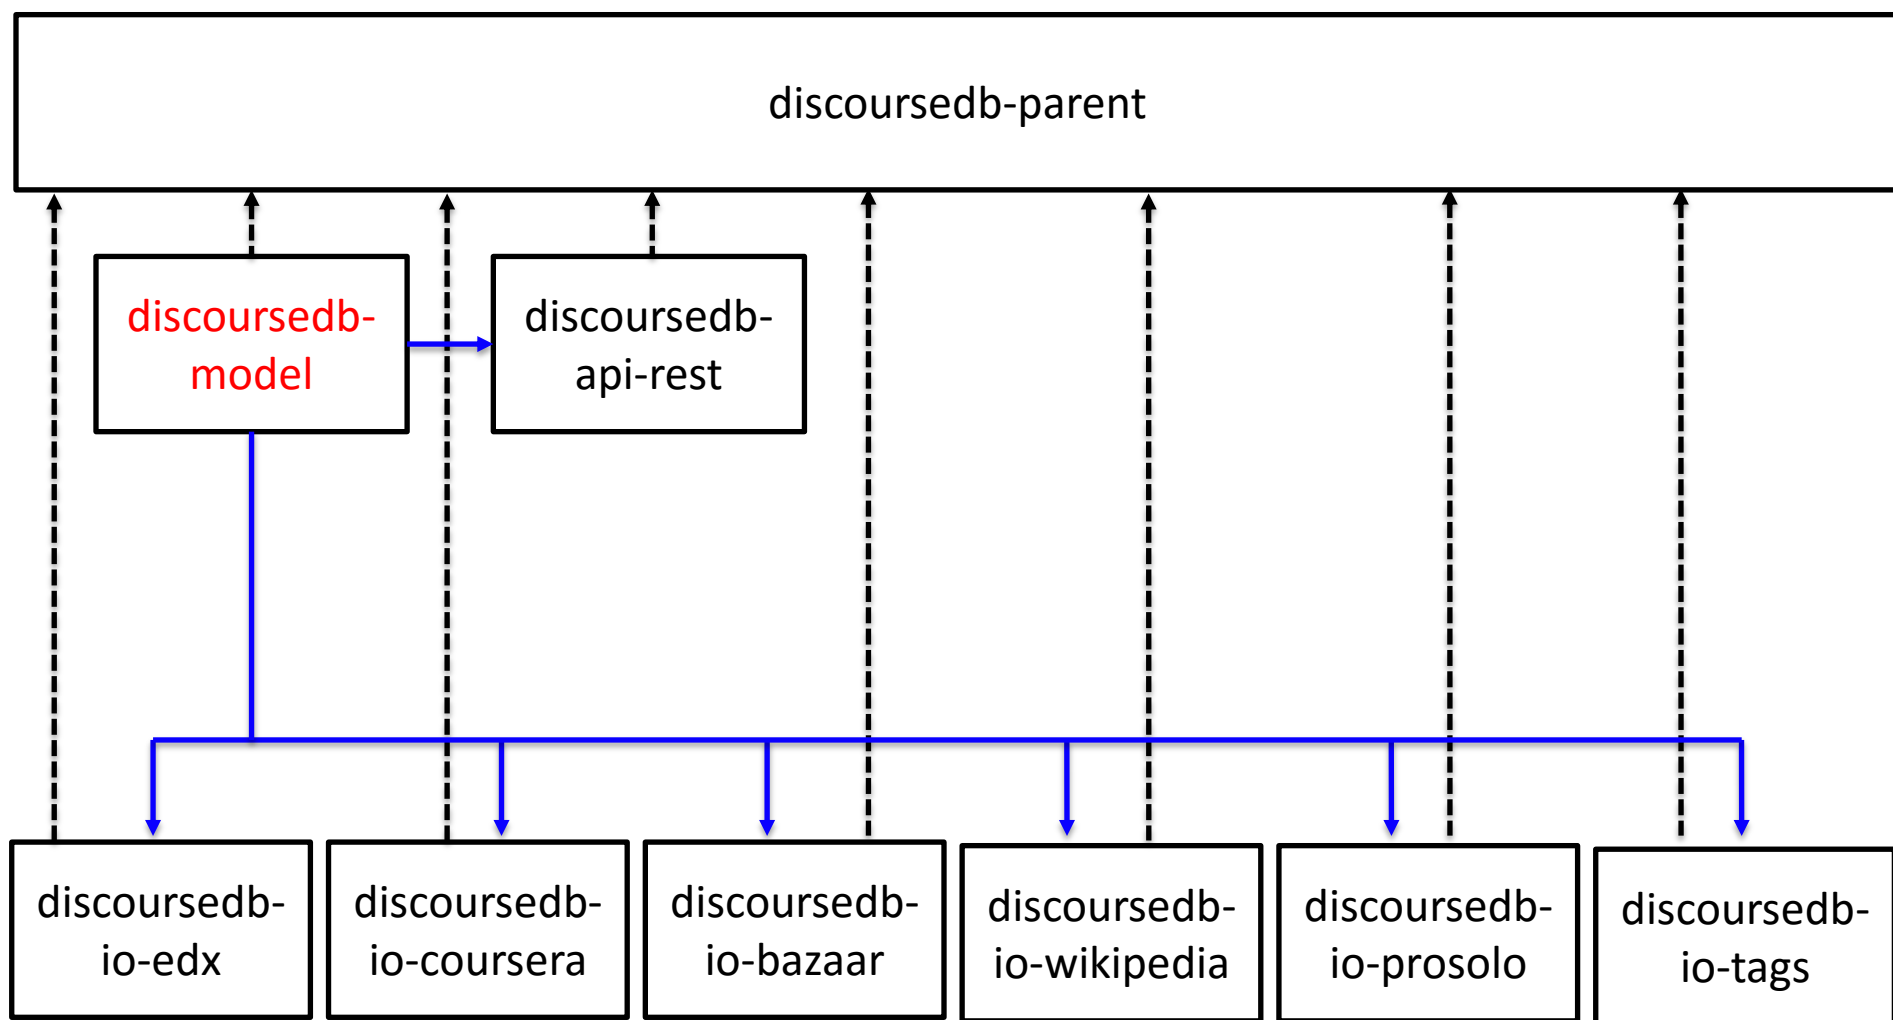 discoursedb-parent
discoursedb-
model
discoursedb-
api-rest
discoursedb-
io-edx
discoursedb-
io-coursera
discoursedb-
io-bazaar
discoursedb-
io-wikipedia
discoursedb-
io-prosolo
discoursedb-
io-tags